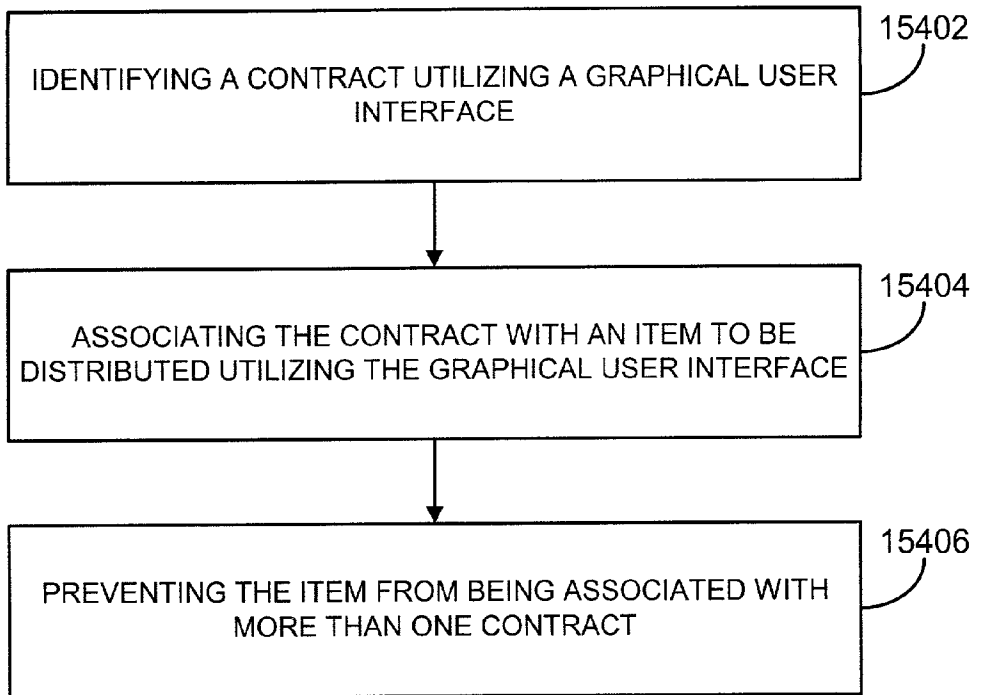 15402
IDENTIFYING A CONTRACT UTILIZING A GRAPHICAL USER
INTERFACE
15404
ASSOCIATING THE CONTRACT WITH AN ITEM TO BE
DISTRIBUTED UTILIZING THE GRAPHICAL USER INTERFACE
15406
PREVENTING THE ITEM FROM BEING ASSOCIATED WITH
MORE THAN ONE CONTRACT